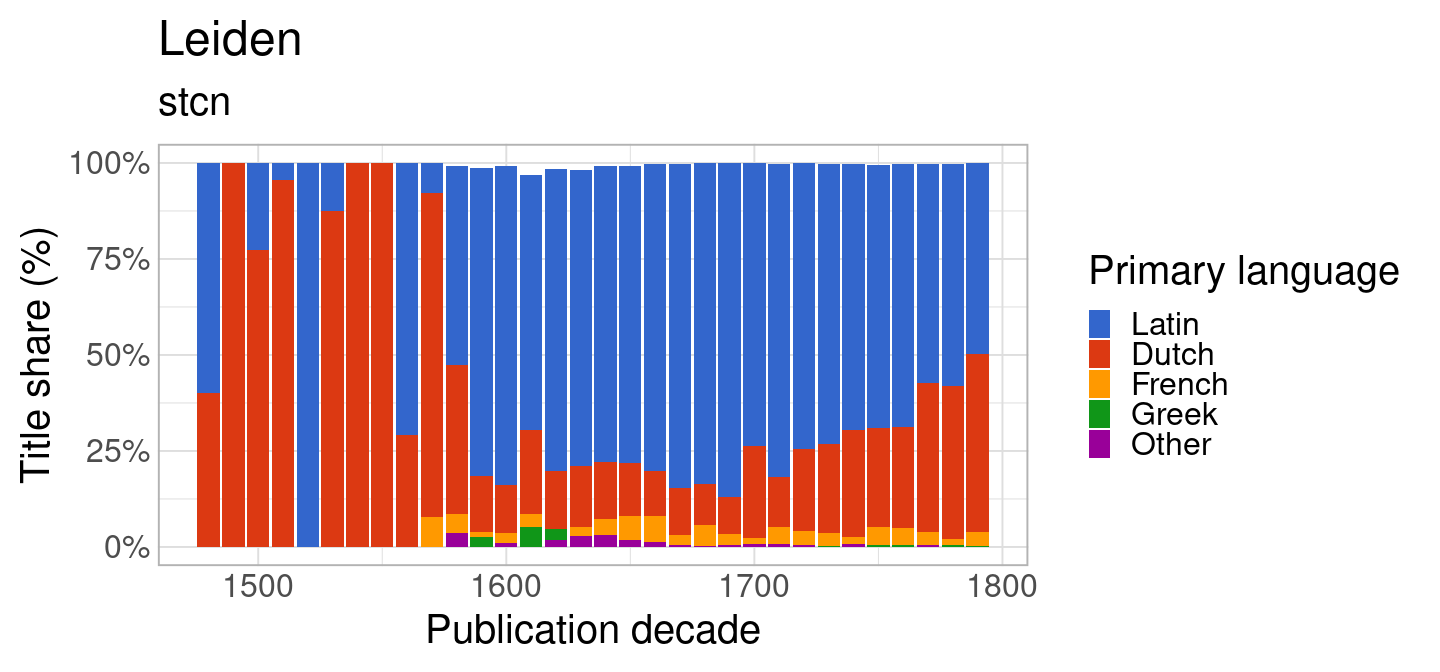 Leiden
stcn
Title share (%)
100%
75%
50%
25%
0%
1500 1600 1700 1800
Publication decade
Primary language
Latin
Dutch
French
Greek
Other